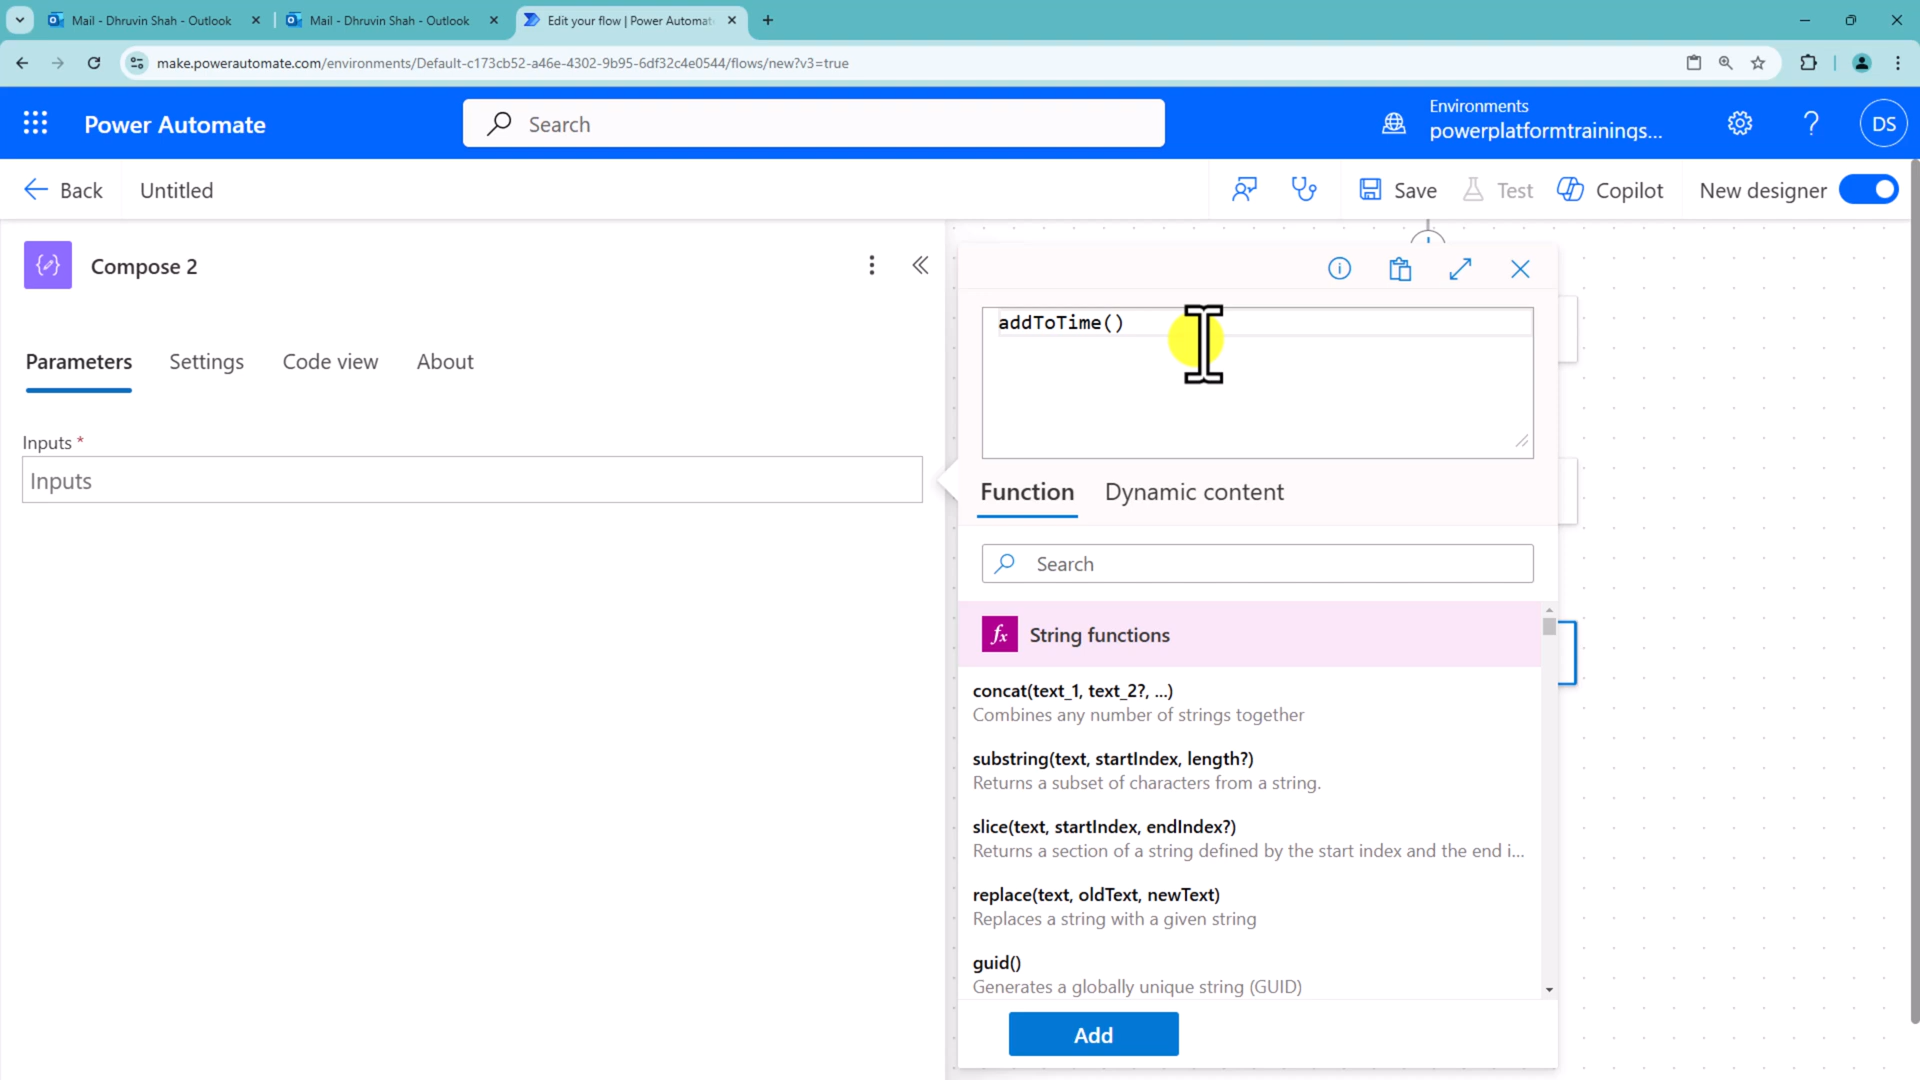 Mail - Dhruvin Shah - Outlook
Mail - Dhruvin Shah - Outlook
Edit your flow | Power Automat
make.powerautomate.com/environments/Default-c173cb52-a46e-4302-9b95-6df32c4e0544/flows/new?v3=true
Power Automate
Search
Environments
powerplatformtrainings...
?
DS
Back
Untitled
Save
Test
Copilot
New designer
Compose 2
Parameters
Settings
Code view
About
Inputs *
Inputs
addToTime()
Function
Dynamic content
Search
fx
String functions
concat(text_1, text_2?, ...)
Combines any number of strings together
substring(text, startIndex, length?)
Returns a subset of characters from a string.
slice(text, startIndex, endIndex?)
Returns a section of a string defined by the start index and the end i...
replace(text, oldText, newText)
Replaces a string with a given string
guid()
Generates a globally unique string (GUID)
Add